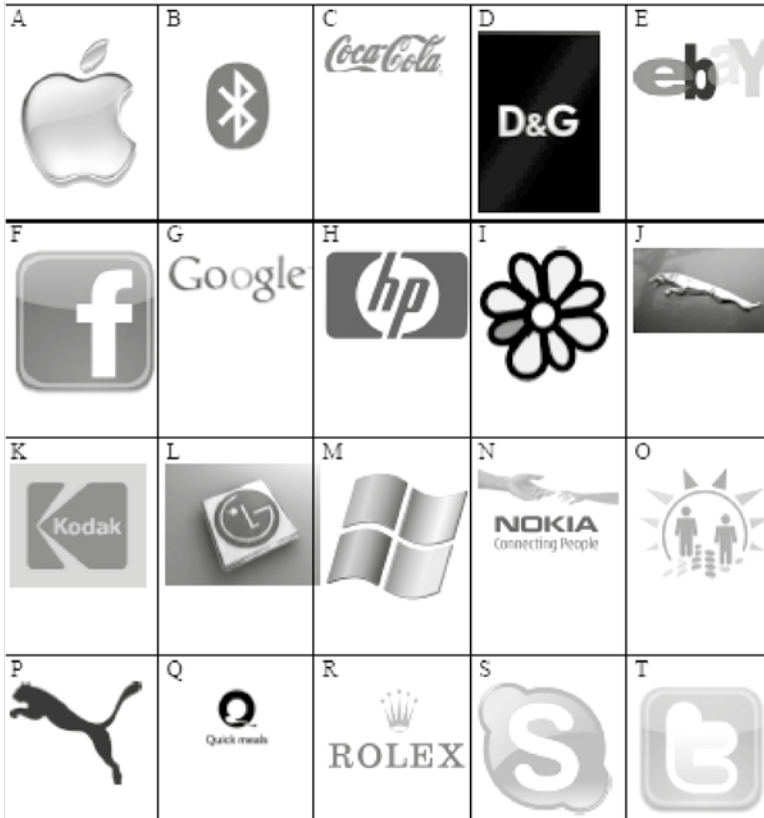 A
B
C
D
E
Coca-Cola
D&G
ebaY
F
G
H
I
J
f
Google
hp
K
L
M
N
O
Kodak
LG
NOKIA
Connecting People
P
Q
R
S
T
Quick meals
ROLEX
S
t